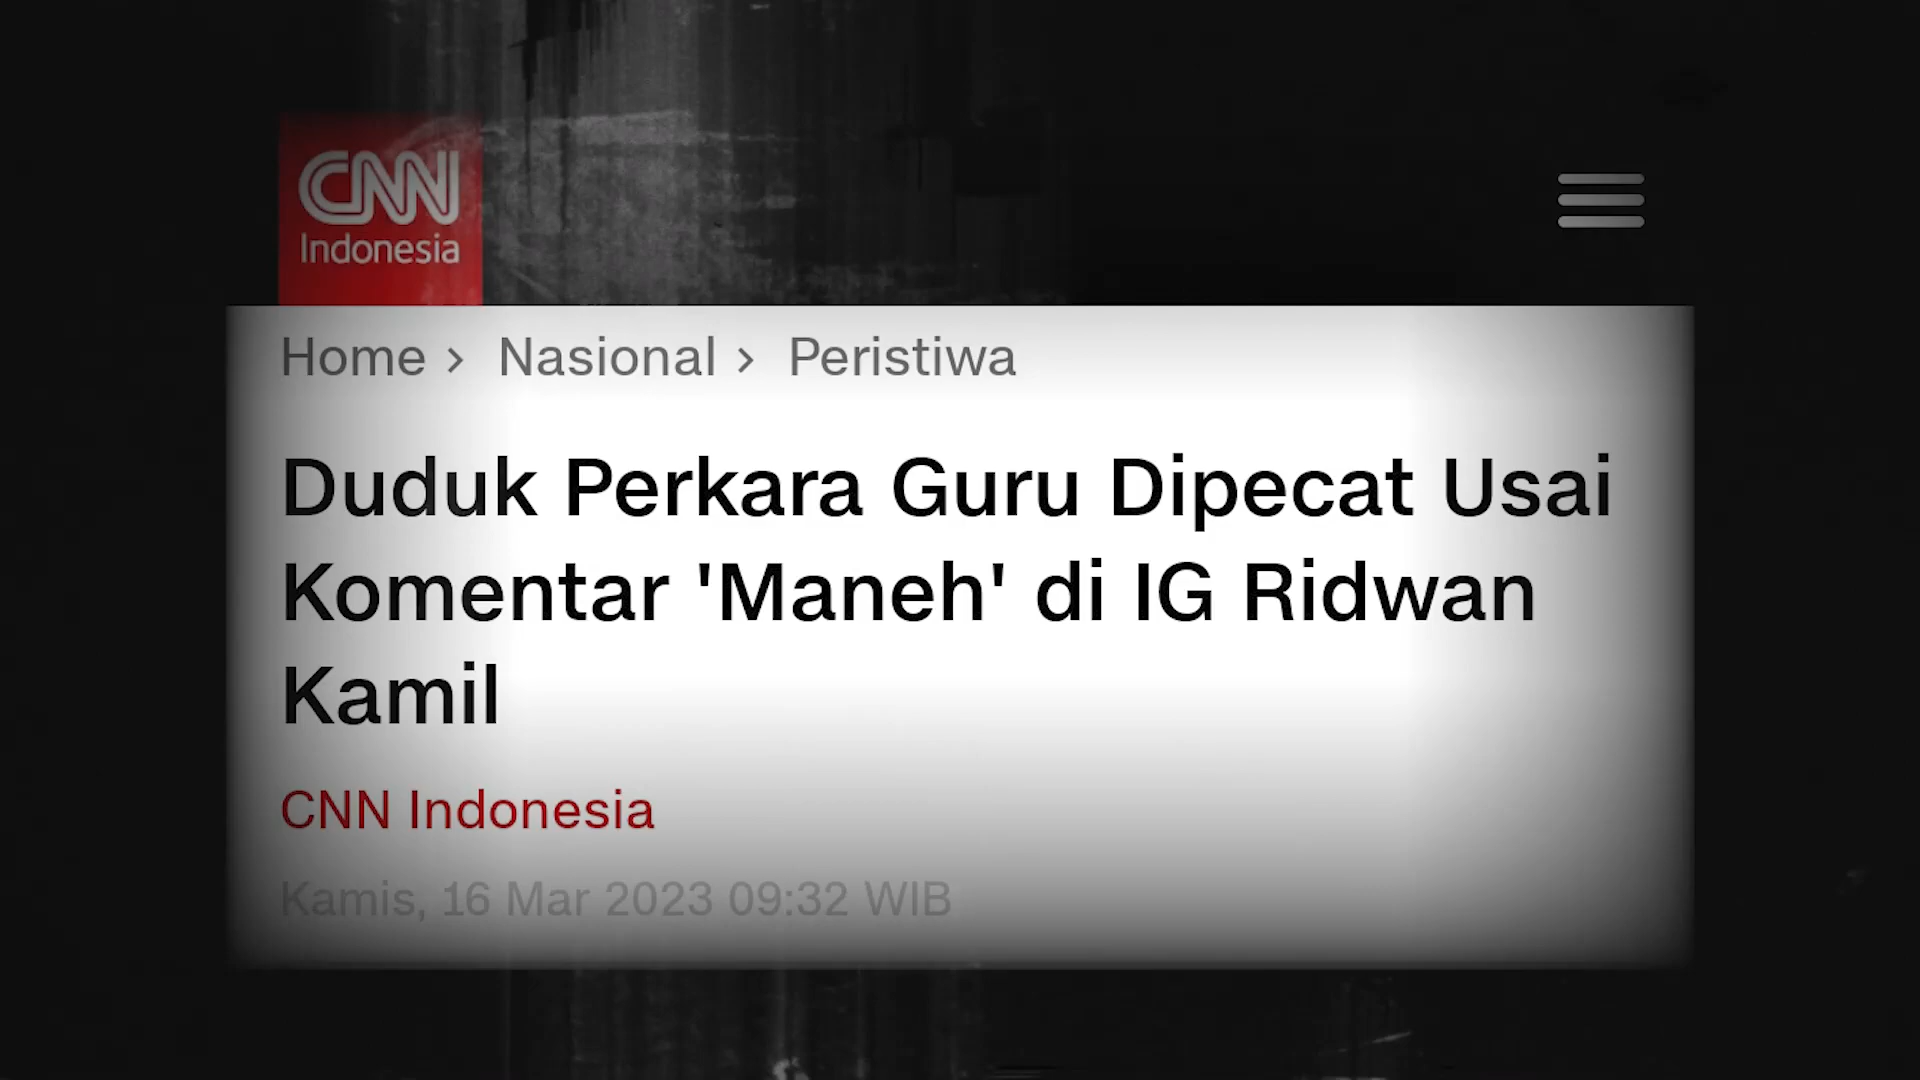 CNN
Indonesia
Home › Nasional › Peristiwa
Duduk Perkara Guru Dipecat Usai
Komentar 'Maneh' di IG Ridwan
Kamil
CNN Indonesia
Kamis, 16 Mar 2023 09:32 WIB